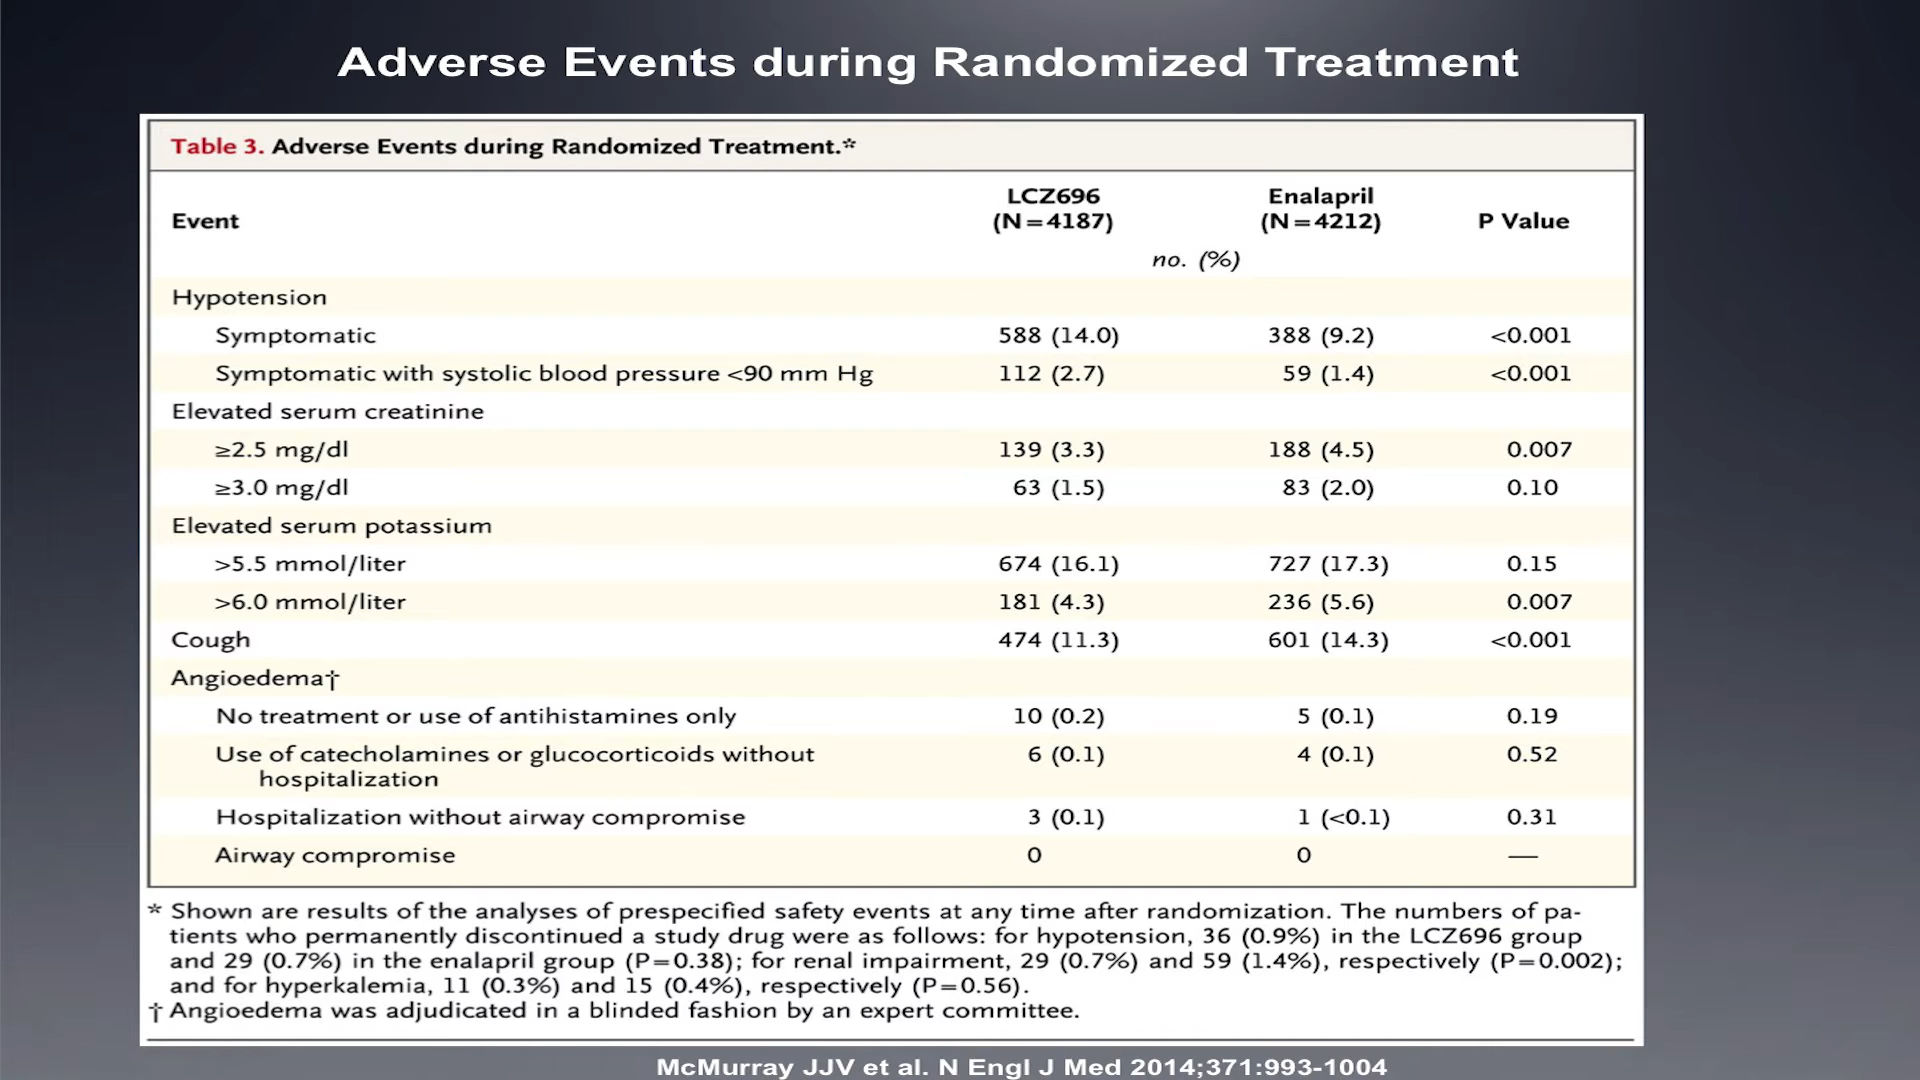 Adverse Events during Randomized Treatment
Table 3. Adverse Events during Randomized Treatment.*
Event LCZ696 (N=4187) Enalapril (N=4212) P Value
no. (%)
Hypotension
Symptomatic 588 (14.0) 388 (9.2) <0.001
Symptomatic with systolic blood pressure <90 mm Hg 112 (2.7) 59 (1.4) <0.001
Elevated serum creatinine
≥2.5 mg/dl 139 (3.3) 188 (4.5) 0.007
≥3.0 mg/dl 63 (1.5) 83 (2.0) 0.10
Elevated serum potassium
>5.5 mmol/liter 674 (16.1) 727 (17.3) 0.15
>6.0 mmol/liter 181 (4.3) 236 (5.6) 0.007
Cough 474 (11.3) 601 (14.3) <0.001
Angioedema†
No treatment or use of antihistamines only 10 (0.2) 5 (0.1) 0.19
Use of catecholamines or glucocorticoids without 6 (0.1) 4 (0.1) 0.52
hospitalization
Hospitalization without airway compromise 3 (0.1) 1 (<0.1) 0.31
Airway compromise 0 0 —
* Shown are results of the analyses of prespecified safety events at any time after randomization. The numbers of pa-
tients who permanently discontinued a study drug were as follows: for hypotension, 36 (0.9%) in the LCZ696 group
and 29 (0.7%) in the enalapril group (P=0.38); for renal impairment, 29 (0.7%) and 59 (1.4%), respectively (P=0.002);
and for hyperkalemia, 11 (0.3%) and 15 (0.4%), respectively (P=0.56).
† Angioedema was adjudicated in a blinded fashion by an expert committee.
McMurray JJV et al. N Engl J Med 2014;371:993-1004